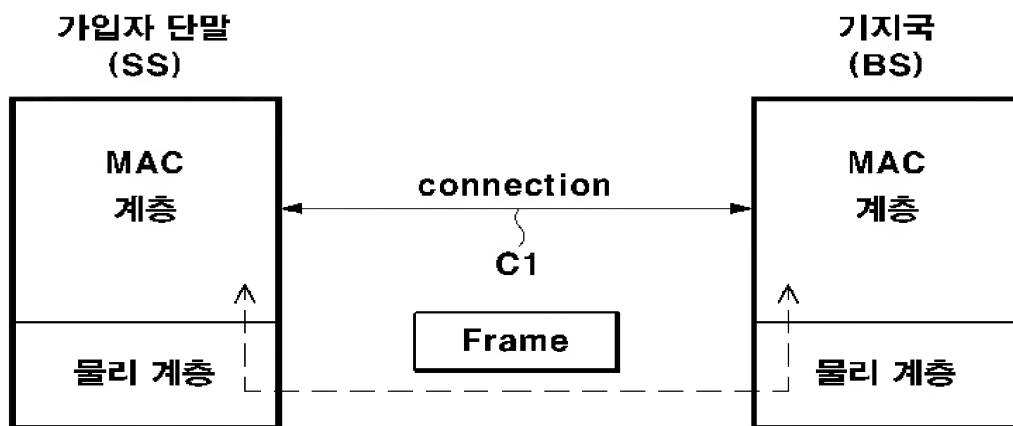 가입자 단말
(SS)
기지국
(BS)
MAC
계층
connection
C1
MAC
계층
Frame
물리 계층
물리 계층